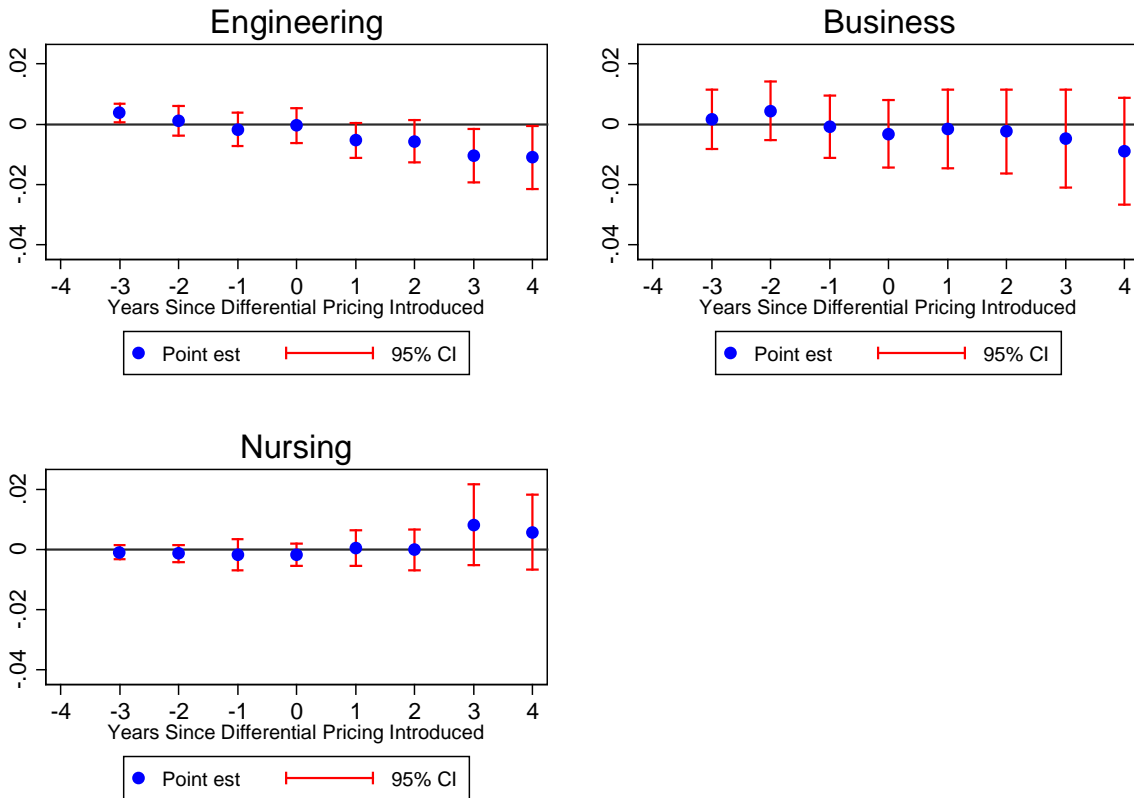 Engineering
.02
0
-.02
-.04
-4 -3 -2 -1 0 1 2 3 4
Years Since Differential Pricing Introduced
Point est 95% CI
Business
.02
0
-.02
-.04
-4 -3 -2 -1 0 1 2 3 4
Years Since Differential Pricing Introduced
Point est 95% CI
Nursing
.02
0
-.02
-.04
-4 -3 -2 -1 0 1 2 3 4
Years Since Differential Pricing Introduced
Point est 95% CI